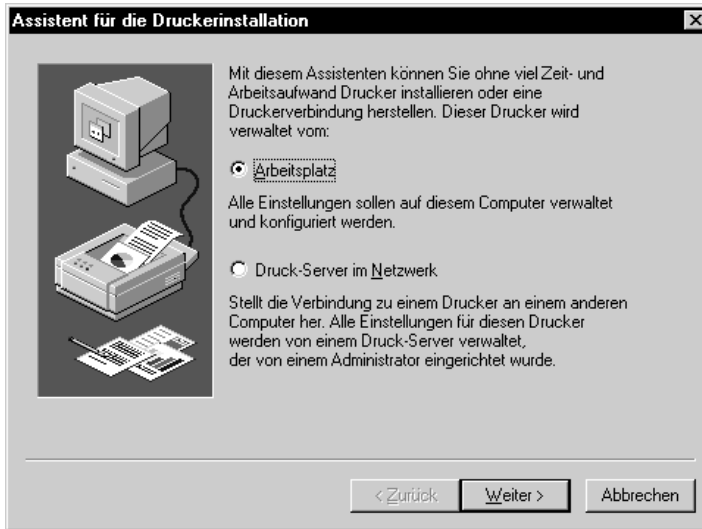 Assistent für die Druckerinstallation
Mit diesem Assistenten können Sie ohne viel Zeit- und
Arbeitsaufwand Drucker installieren oder eine
Druckerverbindung herstellen. Dieser Drucker wird
verwaltet vom:
Arbeitsplatz
Alle Einstellungen sollen auf diesem Computer verwaltet
und konfiguriert werden.
Druck-Server im Netzwerk
Stellt die Verbindung zu einem Drucker an einem anderen
Computer her. Alle Einstellungen für diesen Drucker
werden von einem Druck-Server verwaltet,
der von einem Administrator eingerichtet wurde.
< Zurück
Weiter >
Abbrechen